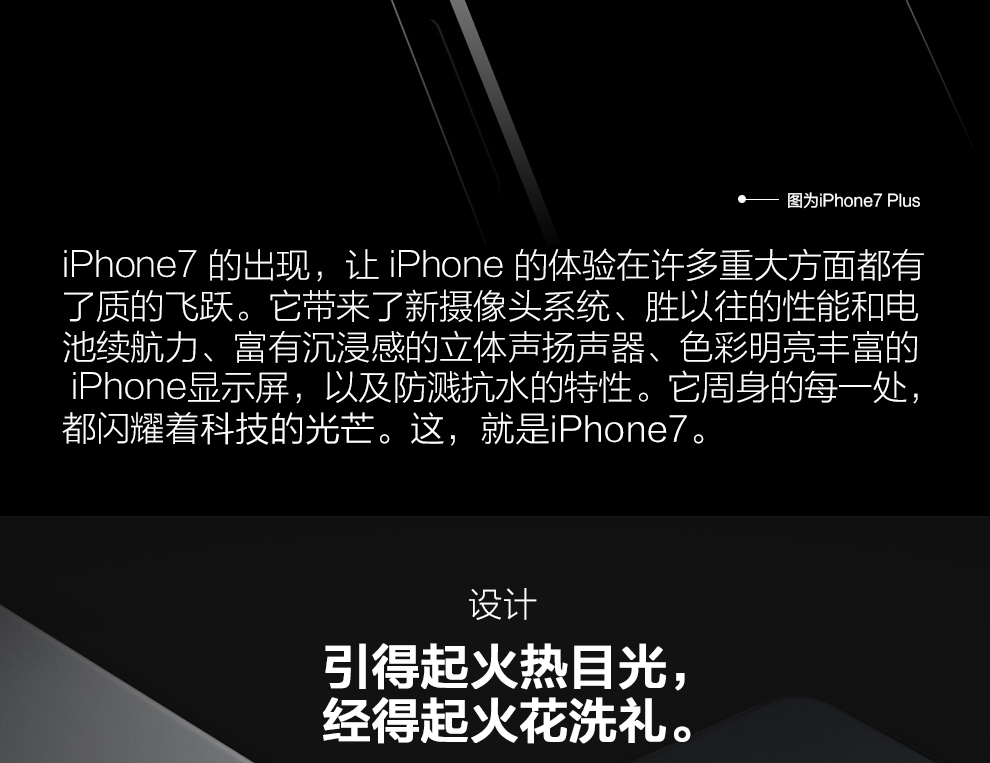 图为iPhone7 Plus
iPhone7 的出现，让 iPhone 的体验在许多重大方面都有
了质的飞跃。它带来了新摄像头系统、胜以往的性能和电
池续航力、富有沉浸感的立体声扬声器、色彩明亮丰富的
iPhone显示屏，以及防溅抗水的特性。它周身的每一处，
都闪耀着科技的光芒。这，就是iPhone7。
设计
引得起火热目光，
经得起火花洗礼。